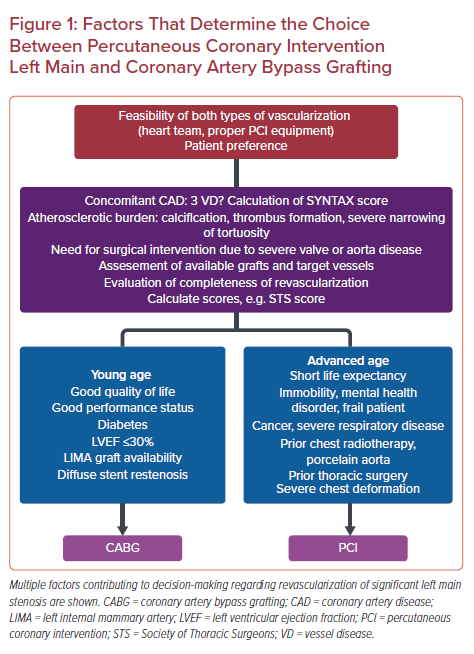 Figure 1: Factors That Determine the Choice
Between Percutaneous Coronary Intervention
Left Main and Coronary Artery Bypass Grafting
Feasibility of both types of vascularization
(heart team, proper PCI equipment)
Patient preference
Concomitant CAD: 3 VD? Calculation of SYNTAX score
Atherosclerotic burden: calcification, thrombus formation, severe narrowing
of tortuosity
Need for surgical intervention due to severe valve or aorta disease
Assesment of available grafts and target vessels
Evaluation of completeness of revascularization
Calculate scores, e.g. STS score
Young age
Good quality of life
Good performance status
Diabetes
LVEF ≤30%
LIMA graft availability
Diffuse stent restenosis
Advanced age
Short life expectancy
Immobility, mental health
disorder, frail patient
Cancer, severe respiratory disease
Prior chest radiotherapy,
porcelain aorta
Prior thoracic surgery
Severe chest deformation
CABG
PCI
Multiple factors contributing to decision-making regarding revascularization of significant left main
stenosis are shown. CABG = coronary artery bypass grafting; CAD = coronary artery disease;
LIMA = left internal mammary artery; LVEF = left ventricular ejection fraction; PCI = percutaneous
coronary intervention; STS = Society of Thoracic Surgeons; VD = vessel disease.